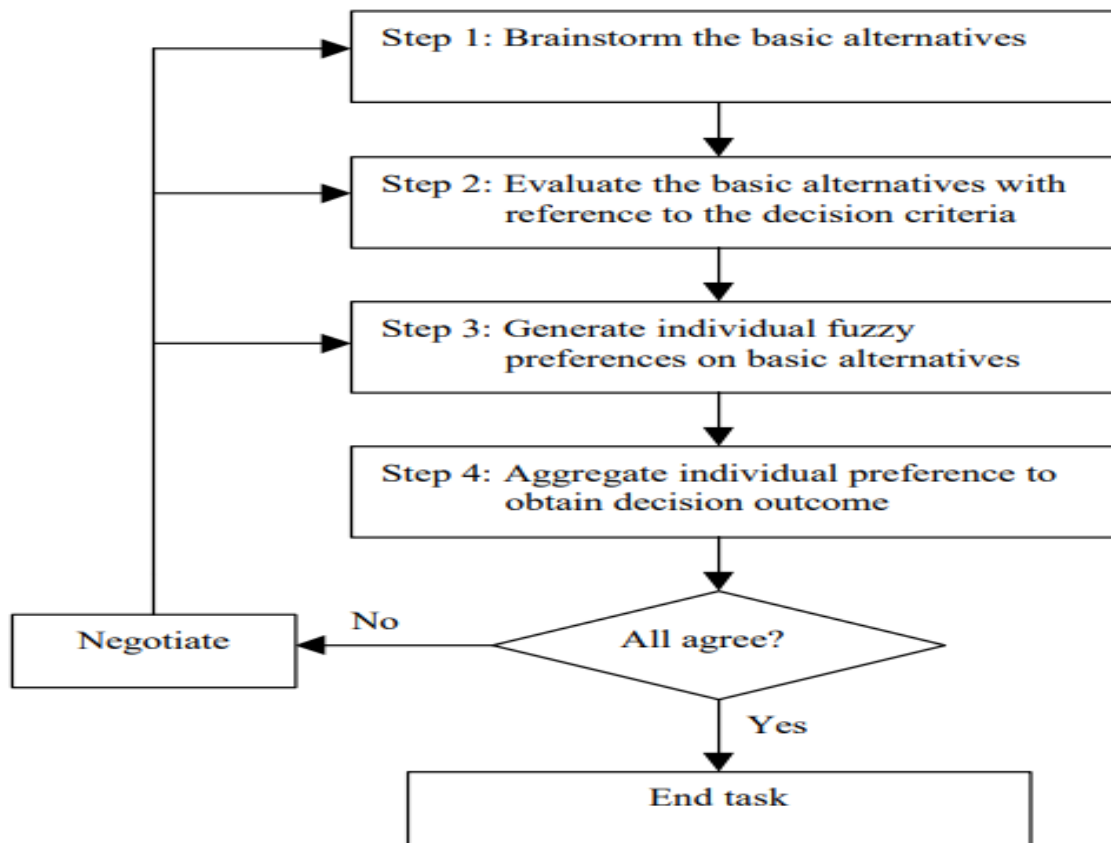 Step 1: Brainstorm the basic alternatives
Step 2: Evaluate the basic alternatives with
reference to the decision criteria
Step 3: Generate individual fuzzy
preferences on basic alternatives
Step 4: Aggregate individual preference to
obtain decision outcome
All agree?
No
Negotiate
Yes
End task